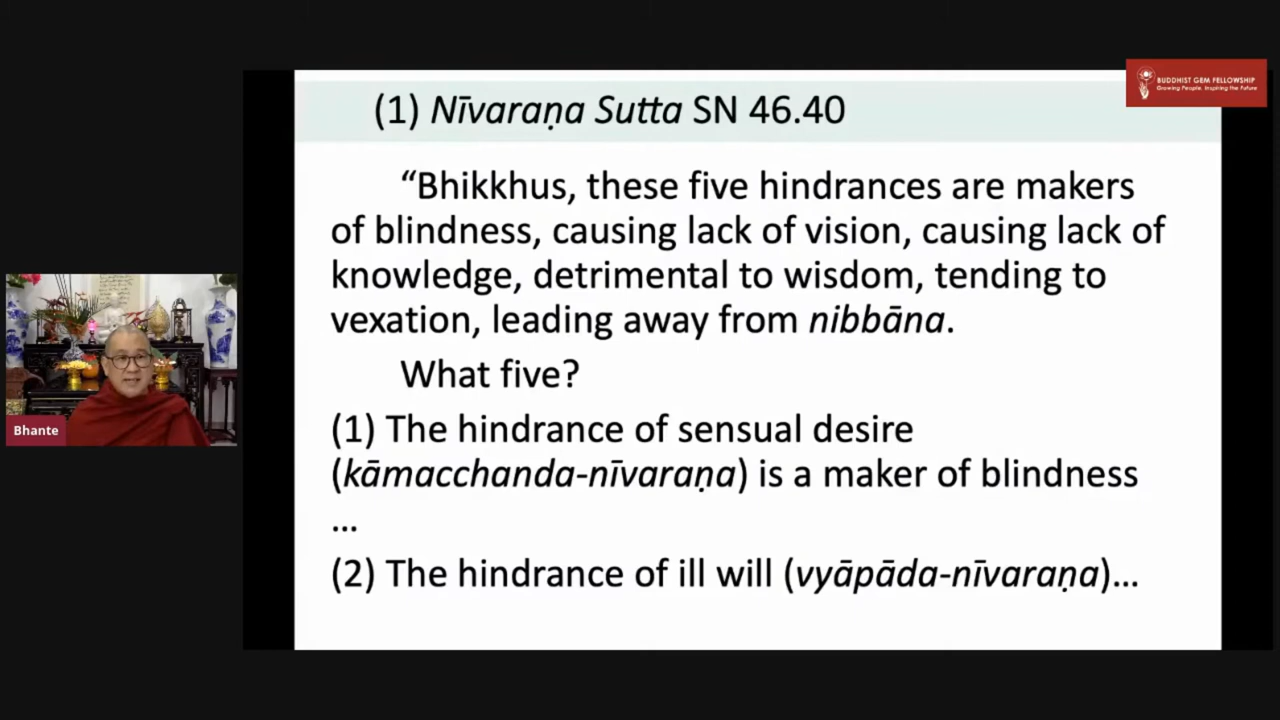 BUDDHIST GEM FELLOWSHIP
Growing People, Inspiring the Future
(1) Nīvaraṇa Sutta SN 46.40
“Bhikkhus, these five hindrances are makers
of blindness, causing lack of vision, causing lack of
knowledge, detrimental to wisdom, tending to
vexation, leading away from nibbāna.
What five?
(1) The hindrance of sensual desire
(kāmacchanda-nīvaraṇa) is a maker of blindness
...
(2) The hindrance of ill will (vyāpāda-nīvaraṇa)...
Bhante